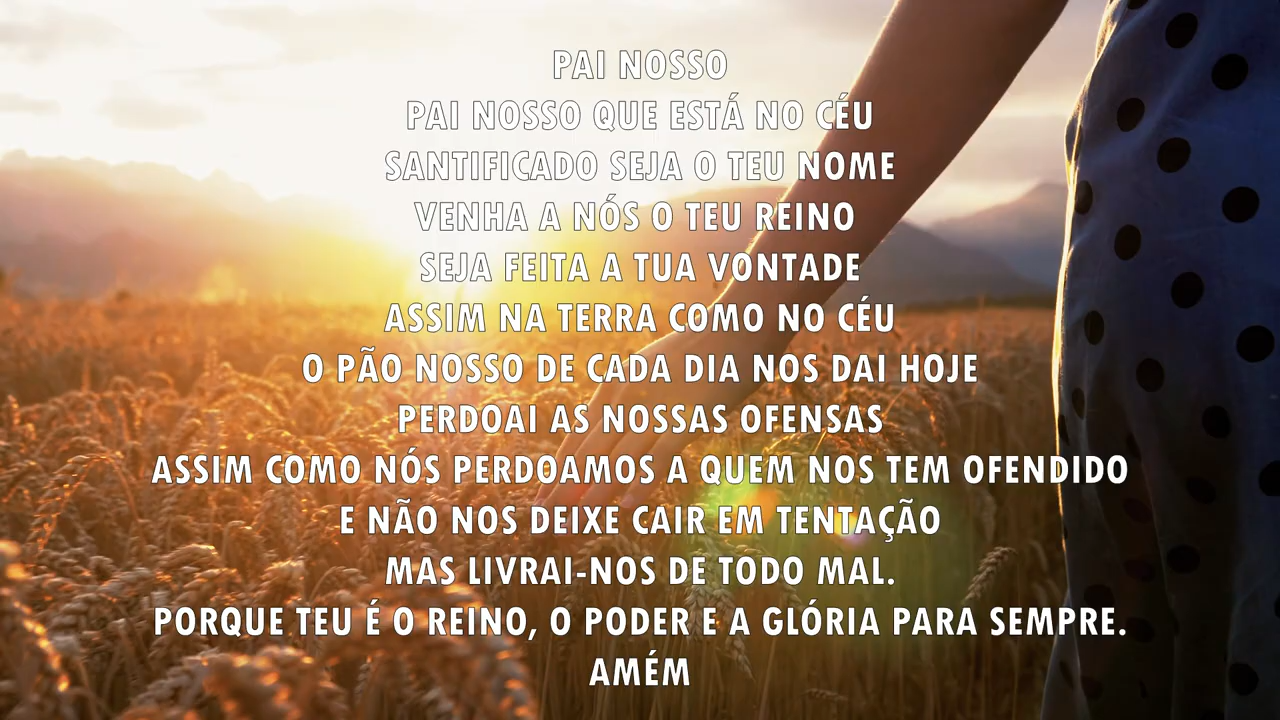 PAI NOSSO
PAI NOSSO QUE ESTÁ NO CÉU
SANTIFICADO SEJA O TEU NOME
VENHA A NÓS O TEU REINO
SEJA FEITA A TUA VONTADE
ASSIM NA TERRA COMO NO CÉU
O PÃO NOSSO DE CADA DIA NOS DAI HOJE
PERDOAI AS NOSSAS OFENSAS
ASSIM COMO NÓS PERDOAMOS A QUEM NOS TEM OFENDIDO
E NÃO NOS DEIXE CAIR EM TENTAÇÃO
MAS LIVRAI-NOS DE TODO MAL.
PORQUE TEU É O REINO, O PODER E A GLÓRIA PARA SEMPRE.
AMÉM